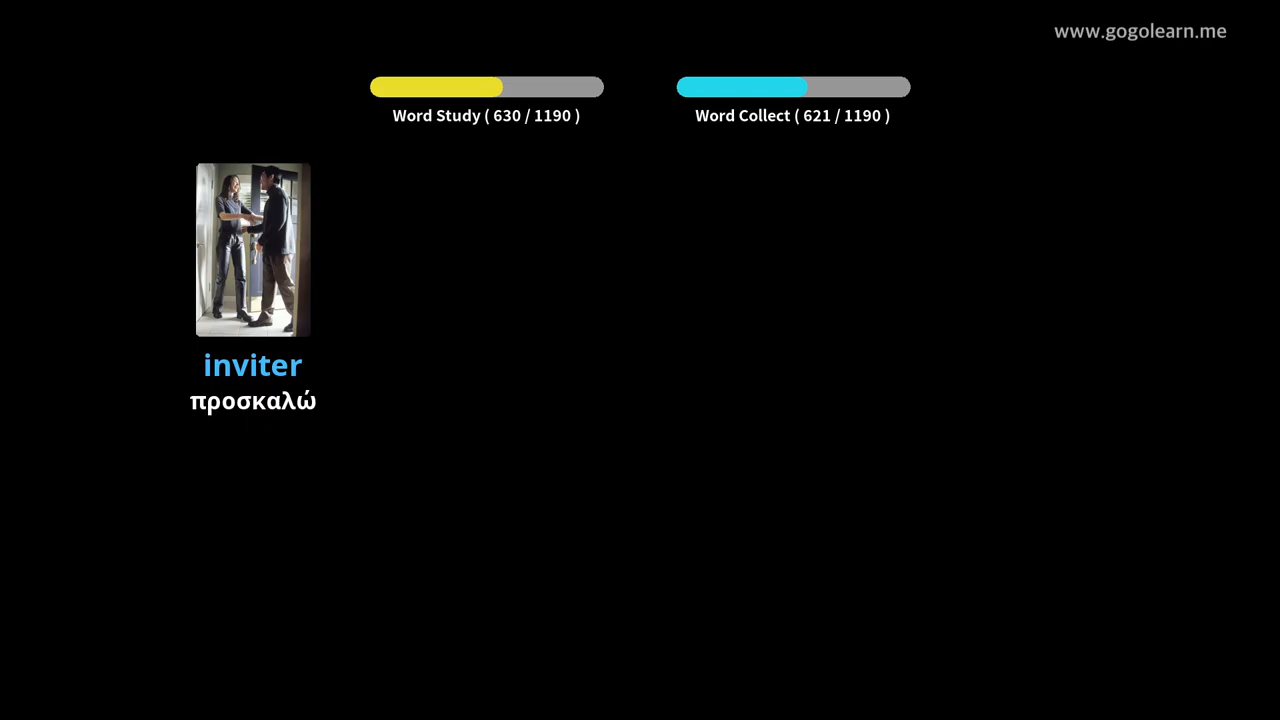 www.gogolearn.me
Word Study ( 630 / 1190 )
Word Collect ( 621 / 1190 )
inviter
προσκαλώ